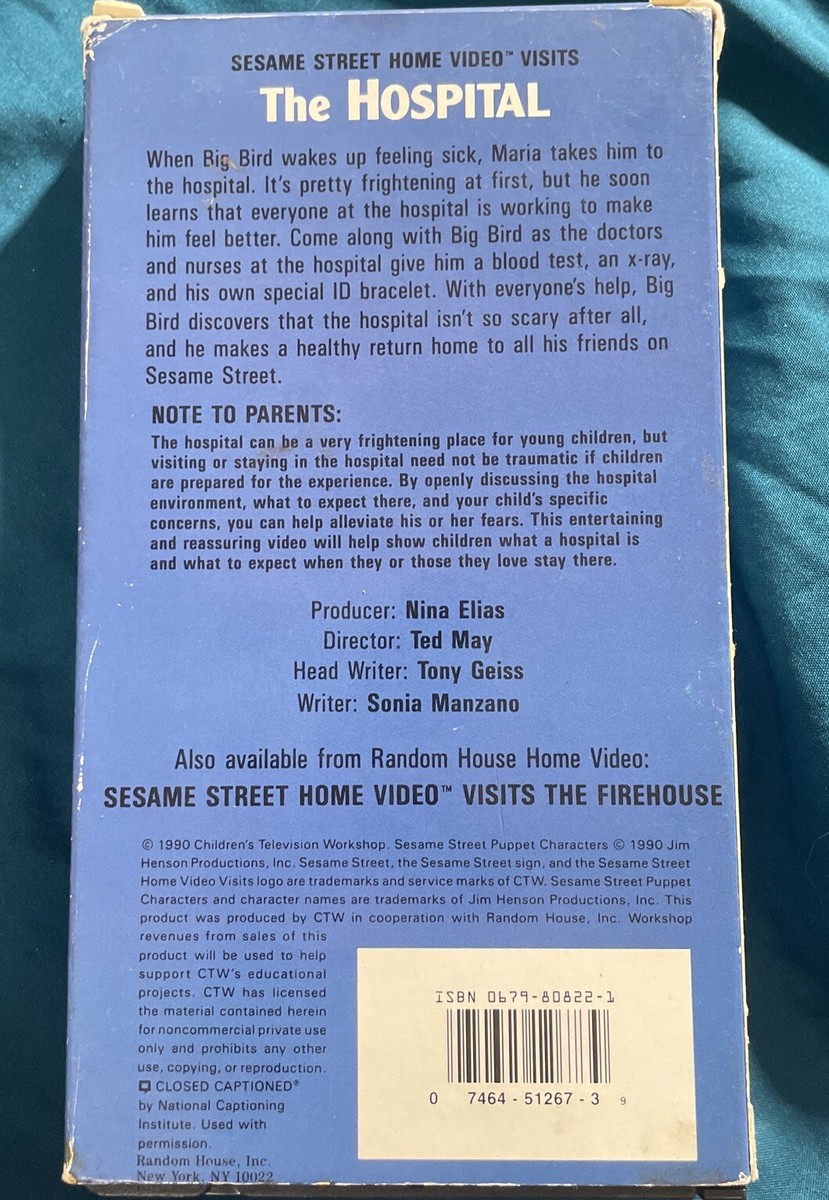 SESAME STREET HOME VIDEO™ VISITS
The HOSPITAL
When Big Bird wakes up feeling sick, Maria takes him to
the hospital. It's pretty frightening at first, but he soon
learns that everyone at the hospital is working to make
him feel better. Come along with Big Bird as the doctors
and nurses at the hospital give him a blood test, an x-ray,
and his own special ID bracelet. With everyone's help, Big
Bird discovers that the hospital isn't so scary after all,
and he makes a healthy return home to all his friends on
Sesame Street.
NOTE TO PARENTS:
The hospital can be a very frightening place for young children, but
visiting or staying in the hospital need not be traumatic if children
are prepared for the experience. By openly discussing the hospital
environment, what to expect there, and your child's specific
concerns, you can help alleviate his or her fears. This entertaining
and reassuring video will help show children what a hospital is
and what to expect when they or those they love stay there.
Producer: Nina Elias
Director: Ted May
Head Writer: Tony Geiss
Writer: Sonia Manzano
Also available from Random House Home Video:
SESAME STREET HOME VIDEO™ VISITS THE FIREHOUSE
© 1990 Children's Television Workshop. Sesame Street Puppet Characters © 1990 Jim
Henson Productions, Inc. Sesame Street, the Sesame Street sign, and the Sesame Street
Home Video Visits logo are trademarks and service marks of CTW. Sesame Street Puppet
Characters and character names are trademarks of Jim Henson Productions, Inc. This
product was produced by CTW in cooperation with Random House, Inc. Workshop
revenues from sales of this
product will be used to help
support CTW's educational
projects. CTW has licensed
the material contained herein
for noncommercial private use
only and prohibits any other
use, copying, or reproduction.
CLOSED CAPTIONED®
by National Captioning
Institute. Used with
permission.
Random House, Inc.
New York, NY 10022
ISBN 0679-80822-1
0 7464-51267-3 9